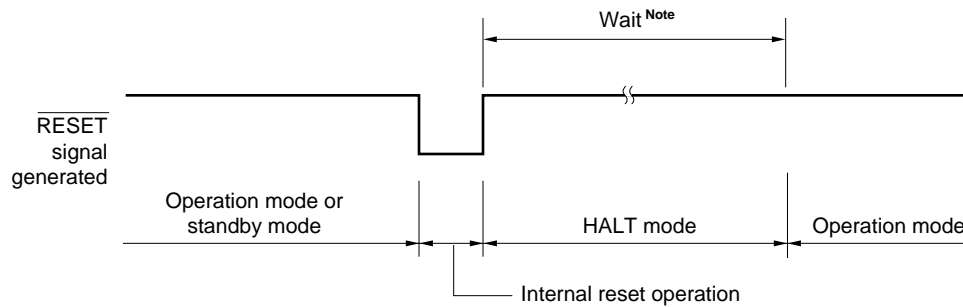 Wait Note
RESET
signal
generated
Operation mode or
standby mode
HALT mode
Operation mode
Internal reset operation